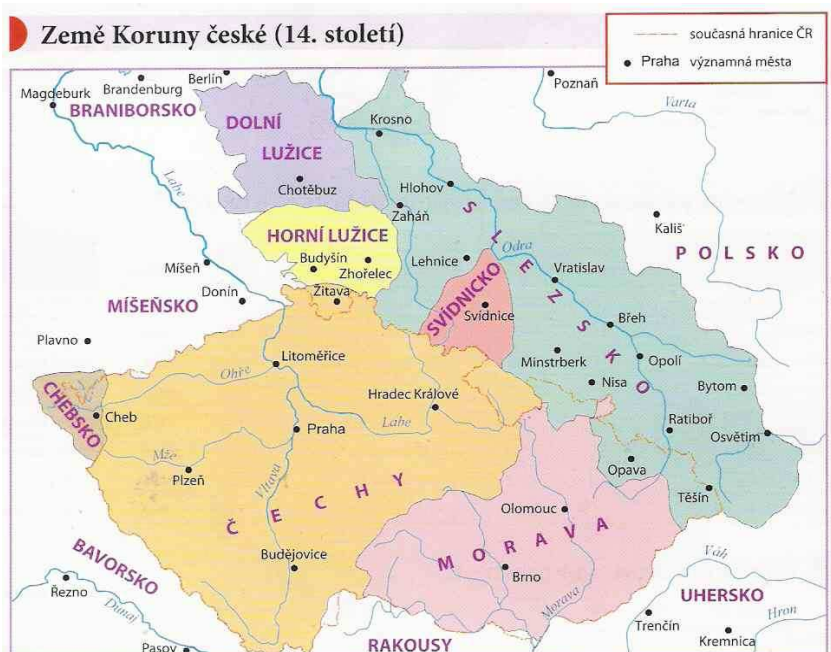 Země Koruny české (14. století)
současná hranice ČR
Praha významná města
Berlín
Poznaň
Magdeburk
Brandenburg
BRANIBORSKO
Varta
DOLNÍ
LUŽICE
Krosno
Labe
Chotěbuz
Hlohov
Zaháň
SLEZSKO
Kališ
HORNÍ LUŽICE
Budyšín
Zhořelec
Lehnice
Odra
POLSKO
Míšeň
Vratislav
Donín
Žitava
SVÍDNICKO
Svídnice
MÍŠEŇSKO
Břeh
Plavno
Litoměřice
Minstrberk
Opolí
Ohře
Nisa
Bytom
CHEBSKO
Cheb
Hradec Králové
Labe
Praha
Ratiboř
Osvětim
Mže
Plzeň
Vltava
Opava
Těšín
ČECHY
Olomouc
MORAVA
Budějovice
Brno
Morava
BAVORSKO
Řezno
Dunaj
Pasov
RAKOUSY
Váh
UHERSKO
Hron
Trenčín
Kremnica